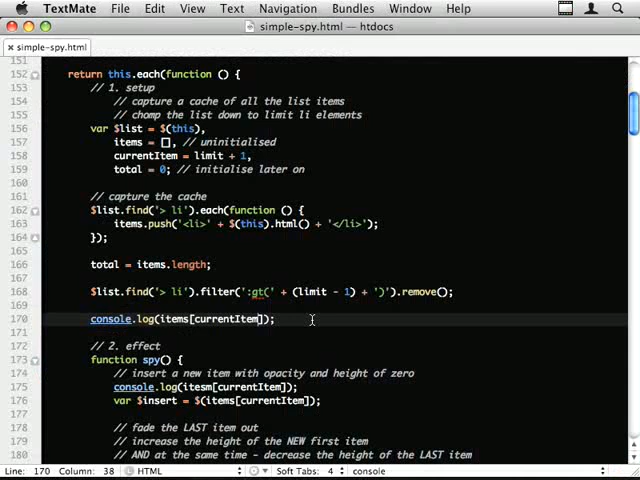 TextMate File Edit View Text Navigation Bundles Window Help
simple-spy.html — htdocs
× simple-spy.html
151
152 return this.each(function () {
153 // 1. setup
154 // capture a cache of all the list items
155 // chomp the list down to limit li elements
156 var $list = $(this),
157 items = [], // uninitialised
158 currentItem = limit + 1,
159 total = 0; // initialise later on
160
161 // capture the cache
162 $list.find('> li').each(function () {
163 items.push('<li>' + $(this).html() + '</li>');
164 });
165
166 total = items.length;
167
168 $list.find('> li').filter(':gt(' + (limit - 1) + ')').remove();
169
170 console.log(items[currentItem]);
171
172 // 2. effect
173 function spy() {
174 // insert a new item with opacity and height of zero
175 console.log(itesm[currentItem]);
176 var $insert = $(items[currentItem]);
177
178 // fade the LAST item out
179 // increase the height of the NEW first item
180 // AND at the same time - decrease the height of the LAST item
Line: 170 Column: 38 HTML Soft Tabs: 4 console